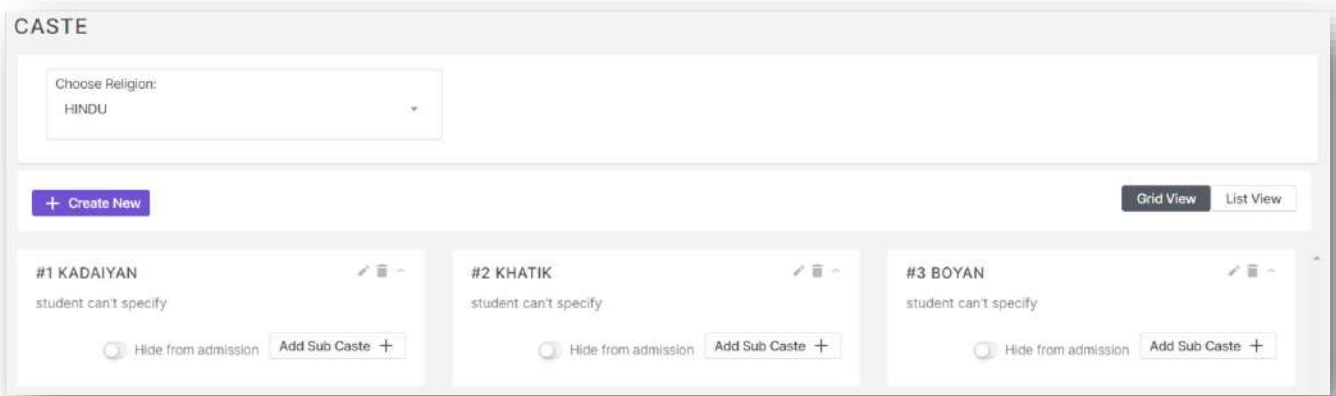 CASTE
Choose Religion:
HINDU
+ Create New
Grid View List View
#1 KADAIYAN
student can't specify
Hide from admission Add Sub Caste +
#2 KHATIK
student can't specify
Hide from admission Add Sub Caste +
#3 BOYAN
student can't specify
Hide from admission Add Sub Caste +